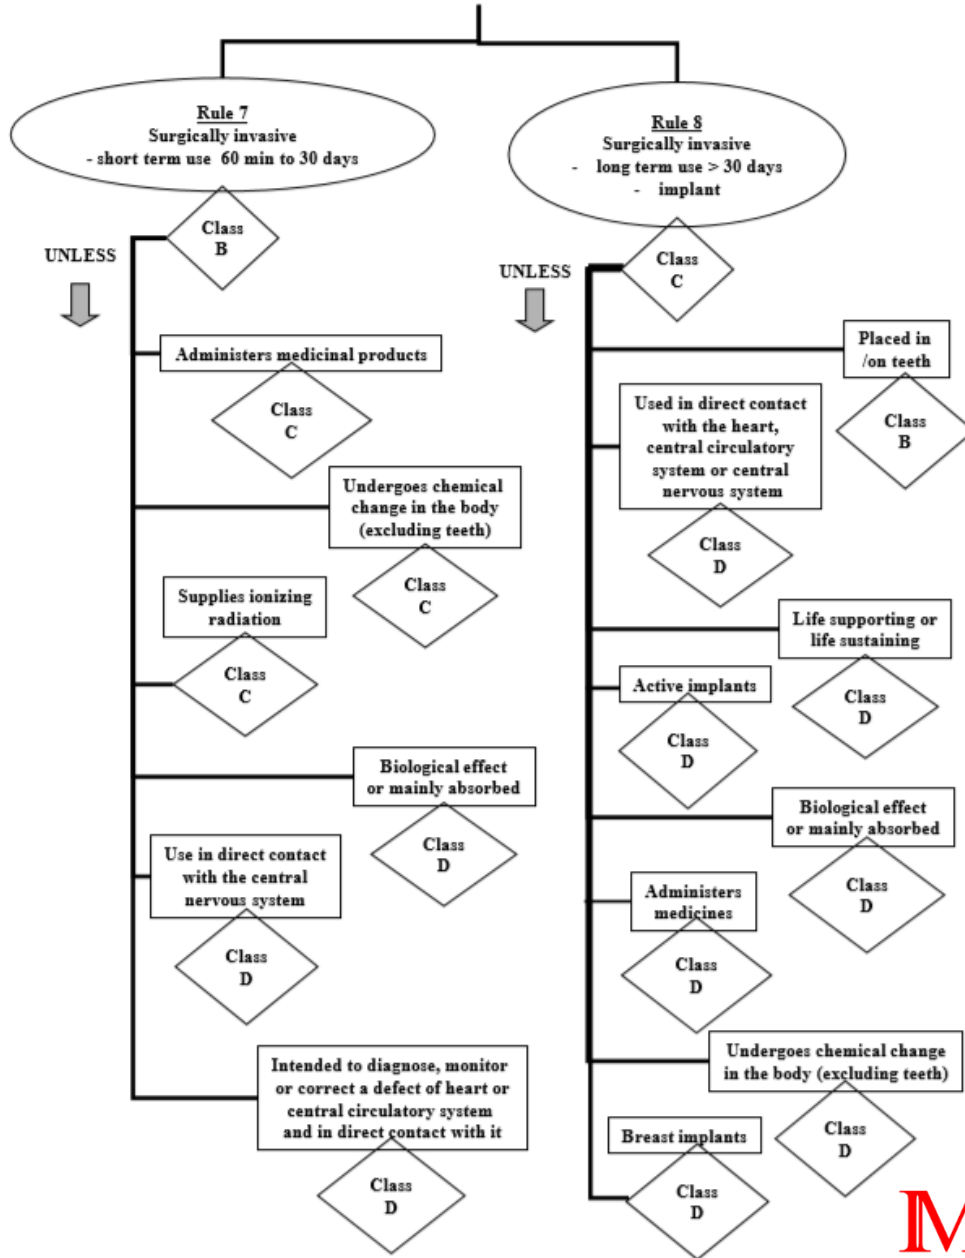 Rule 7
Surgically invasive
- short term use 60 min to 30 days
Class
B
UNLESS
Administers medicinal products
Class
C
Undergoes chemical
change in the body
(excluding teeth)
Class
C
Supplies ionizing
radiation
Class
C
Biological effect
or mainly absorbed
Class
D
Use in direct contact
with the central
nervous system
Class
D
Intended to diagnose, monitor
or correct a defect of heart or
central circulatory system
and in direct contact with it
Class
D
Rule 8
Surgically invasive
- long term use > 30 days
- implant
Class
C
UNLESS
Placed in
/on teeth
Class
B
Used in direct contact
with the heart,
central circulatory
system or central
nervous system
Class
D
Life supporting or
life sustaining
Class
D
Active implants
Class
D
Biological effect
or mainly absorbed
Class
D
Administers
medicines
Class
D
Undergoes chemical change
in the body (excluding teeth)
Class
D
Breast implants
Class
D